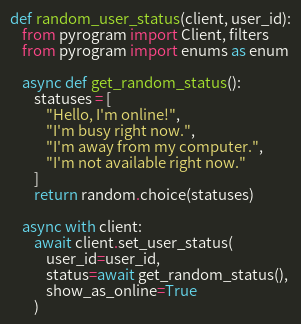 def random_user_status(client, user_id):
    from pyrogram import Client, filters
    from pyrogram import enums as enum

    async def get_random_status():
        statuses = [
            "Hello, I'm online!",
            "I'm busy right now.",
            "I'm away from my computer.",
            "I'm not available right now."
        ]
        return random.choice(statuses)

    async with client:
        await client.set_user_status(
            user_id=user_id,
            status=await get_random_status(),
            show_as_online=True
        )